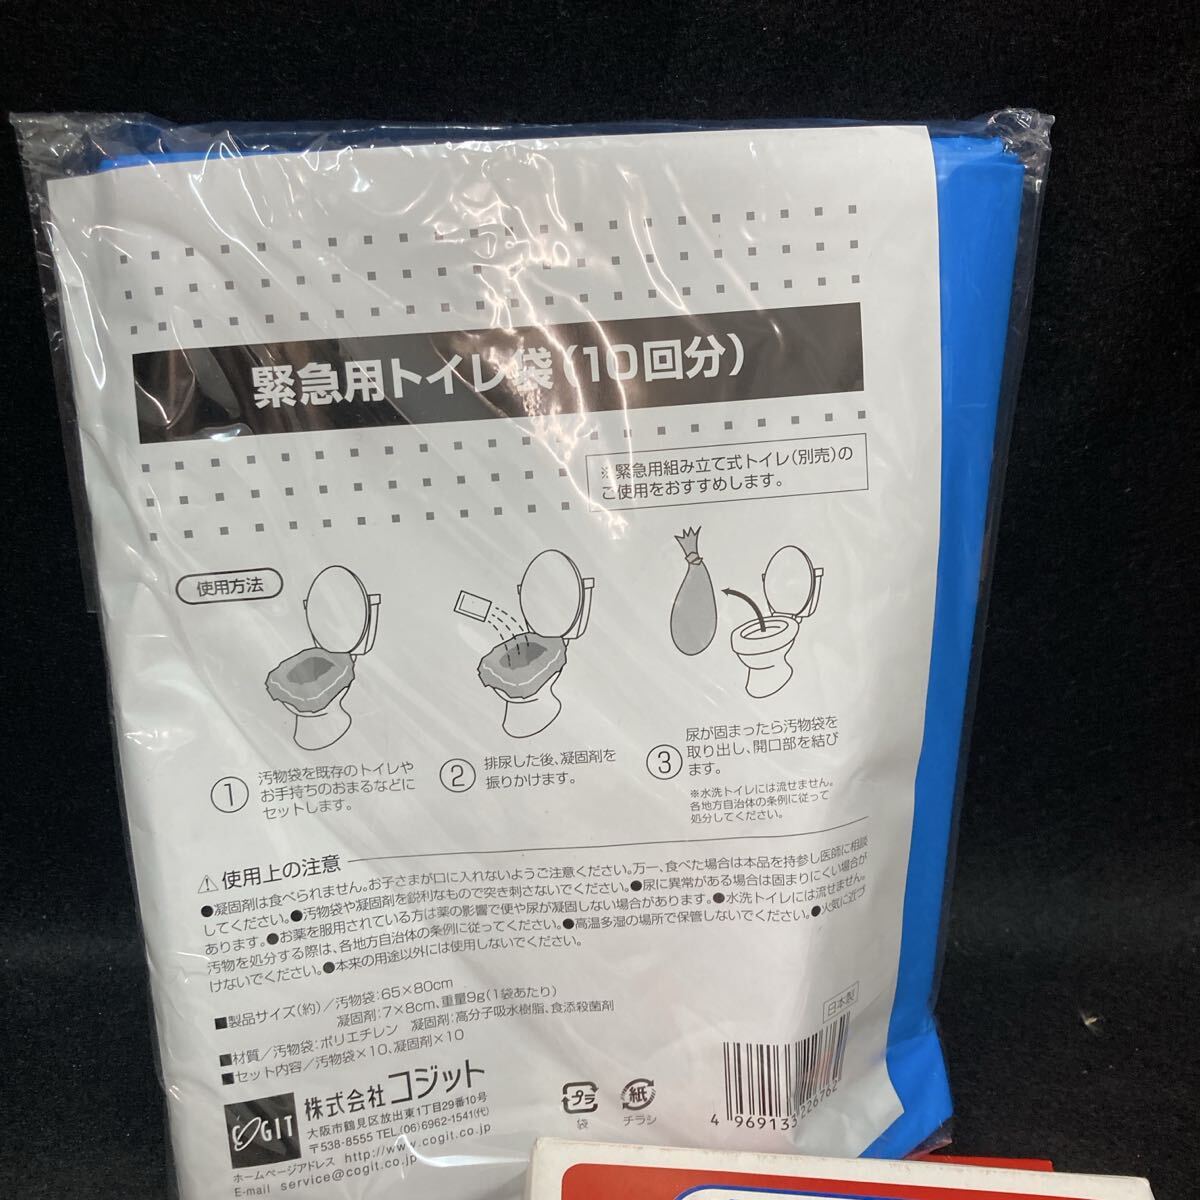 緊急用トイレ袋(10回分)
※緊急用組み立て式トイレ(別売)の
ご使用をおすすめします。
使用方法
① 汚物袋を既存のトイレや
お手持ちのおまるなどに
セットします。
② 排尿した後、凝固剤を
振りかけます。
③ 尿が固まったら汚物袋を
取り出し、開口部を結び
ます。
※水洗トイレには流せません。
各地方自治体の条例に従って
処分してください。
⚠使用上の注意
●凝固剤は食べられません。お子さまが口に入れないようご注意ください。万一、食べた場合は本品を持参し医師に相談
してください。●汚物袋や凝固剤を鋭利なもので突き刺さないでください。●尿に異常がある場合は固まりにくい場合が
あります。●お薬を服用されている方は薬の影響で便や尿が凝固しない場合があります。●水洗トイレには流せません。
汚物を処分する際は、各地方自治体の条例に従ってください。●高温多湿の場所で保管しないでください。●火気に近づ
けないでください。●本来の用途以外には使用しないでください。
■製品サイズ(約)/汚物袋:65×80cm
凝固剤:7×8cm、重量9g(1袋あたり)
■材質/汚物袋:ポリエチレン 凝固剤:高分子吸水樹脂、食添殺菌剤
■セット内容/汚物袋×10、凝固剤×10
日本製
COGIT
株式会社 コジット
大阪市鶴見区放出東1丁目29番10号
〒538-8555 TEL(06)6962-1541(代)
ホームページアドレス http://www.cogit.co.jp
E-mail service@cogit.co.jp
プラ
袋
紙
チラシ
4 969133 226762